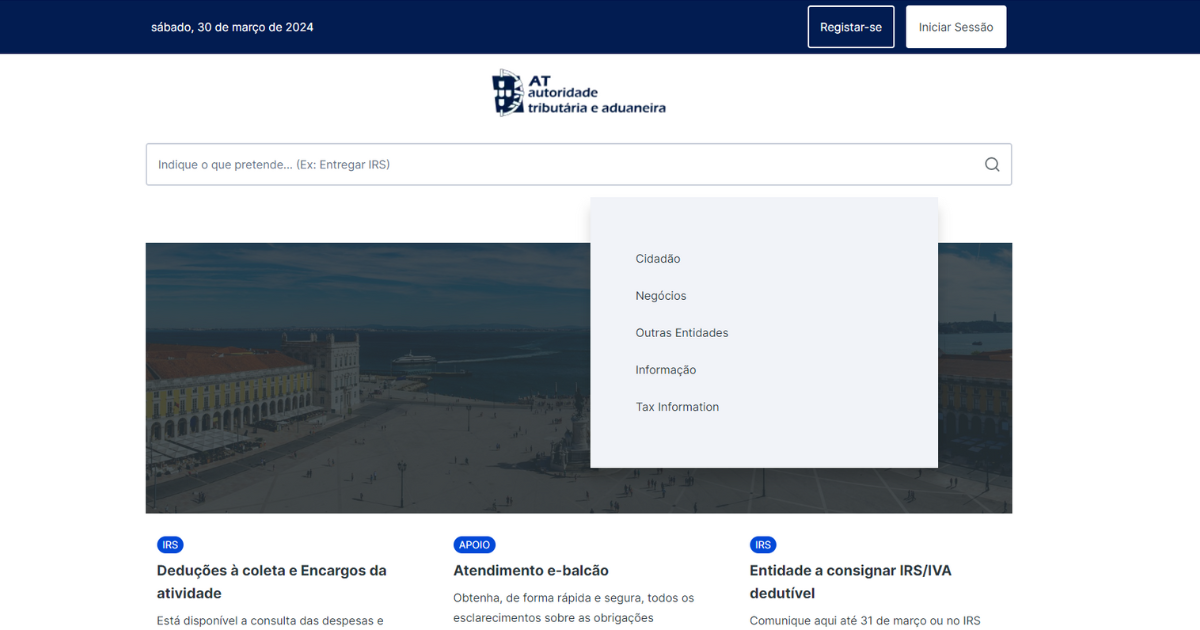 sábado, 30 de março de 2024
Registar-se
Iniciar Sessão
AT
autoridade
tributária e aduaneira
Indique o que pretende... (Ex: Entregar IRS)
Cidadão
Negócios
Outras Entidades
Informação
Tax Information
IRS
Deduções à coleta e Encargos da
atividade
Está disponível a consulta das despesas e
APOIO
Atendimento e-balcão
Obtenha, de forma rápida e segura, todos os
esclarecimentos sobre as obrigações
IRS
Entidade a consignar IRS/IVA
dedutível
Comunique aqui até 31 de março ou no IRS